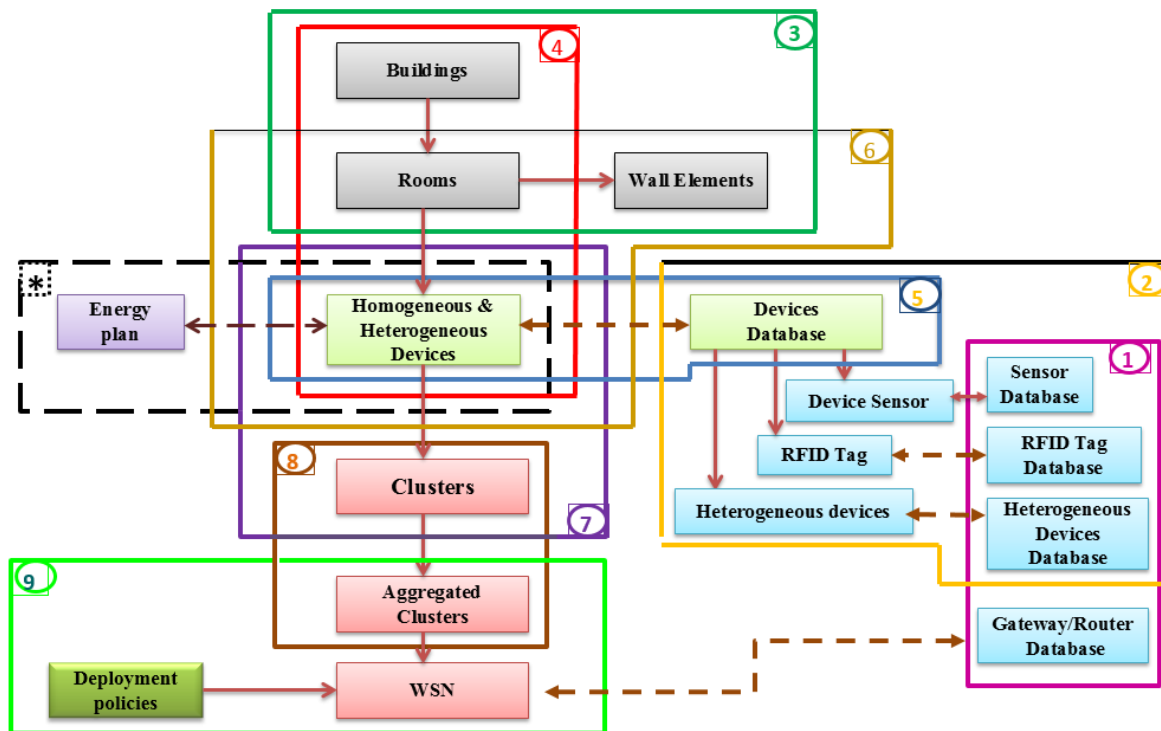 3
4
Buildings
6
Rooms
Wall Elements
*
2
Energy
plan
Homogeneous &
Heterogeneous
Devices
Devices
Database
5
1
Sensor
Database
Device Sensor
RFID Tag
RFID Tag
Database
8
Clusters
7
Heterogeneous devices
Heterogeneous
Devices
Database
9
Aggregated
Clusters
Gateway/Router
Database
Deployment
policies
WSN